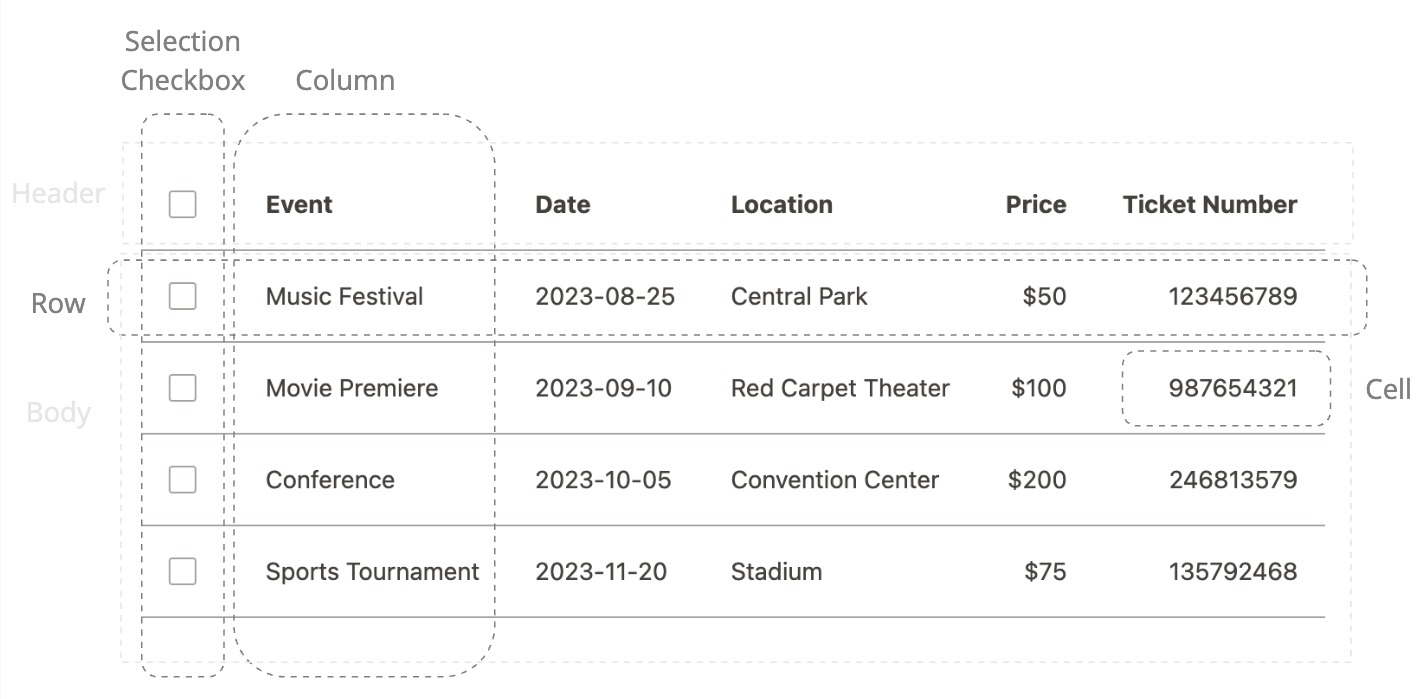 Selection
Checkbox Column
Header
Event Date Location Price Ticket Number
Row
Music Festival 2023-08-25 Central Park $50 123456789
Movie Premiere 2023-09-10 Red Carpet Theater $100 987654321
Cell
Body
Conference 2023-10-05 Convention Center $200 246813579
Sports Tournament 2023-11-20 Stadium $75 135792468